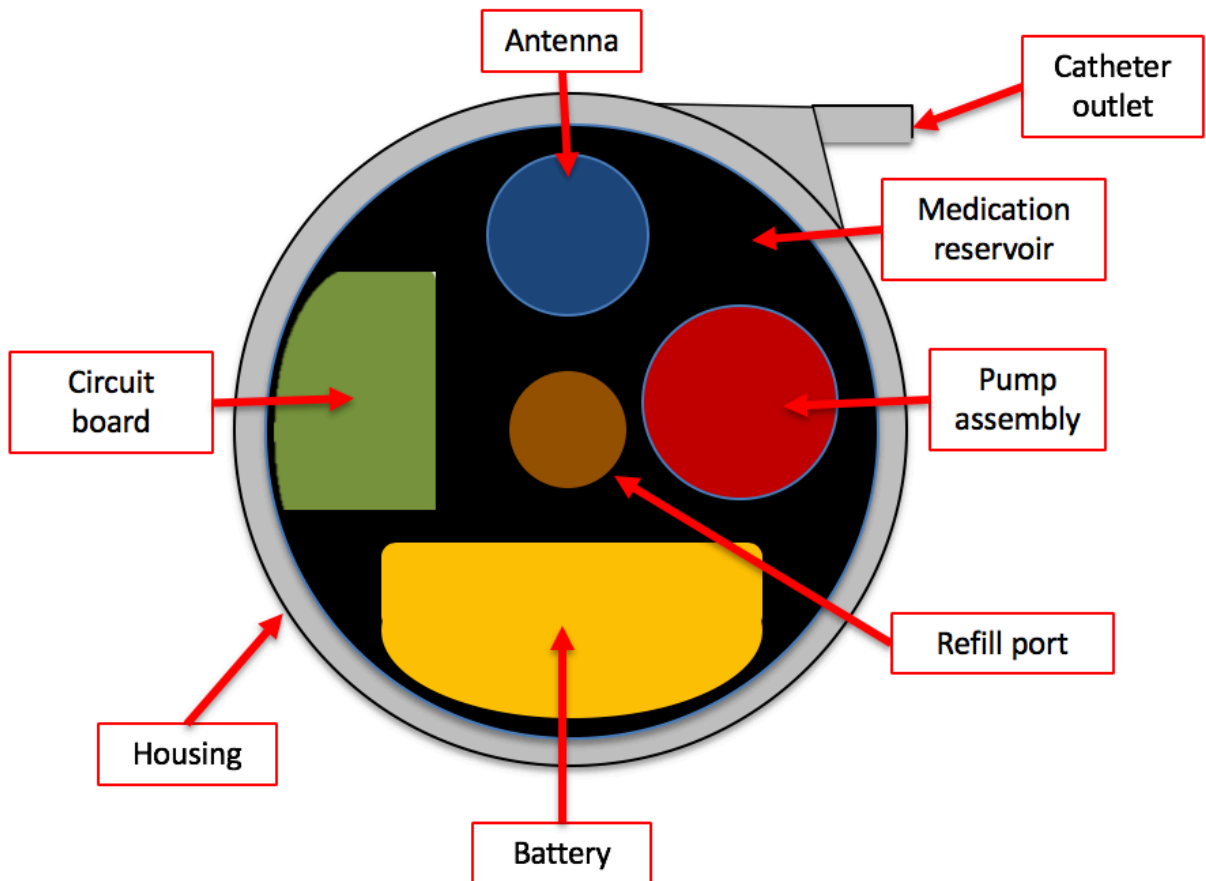 Antenna
Catheter
outlet
Medication
reservoir
Circuit
board
Pump
assembly
Refill port
Housing
Battery